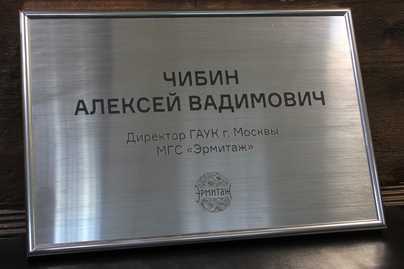 ЧИБИН
АЛЕКСЕЙ ВАДИМОВИЧ
Директор ГАУК г. Москвы
МГС «Эрмитаж»
Эрмитаж